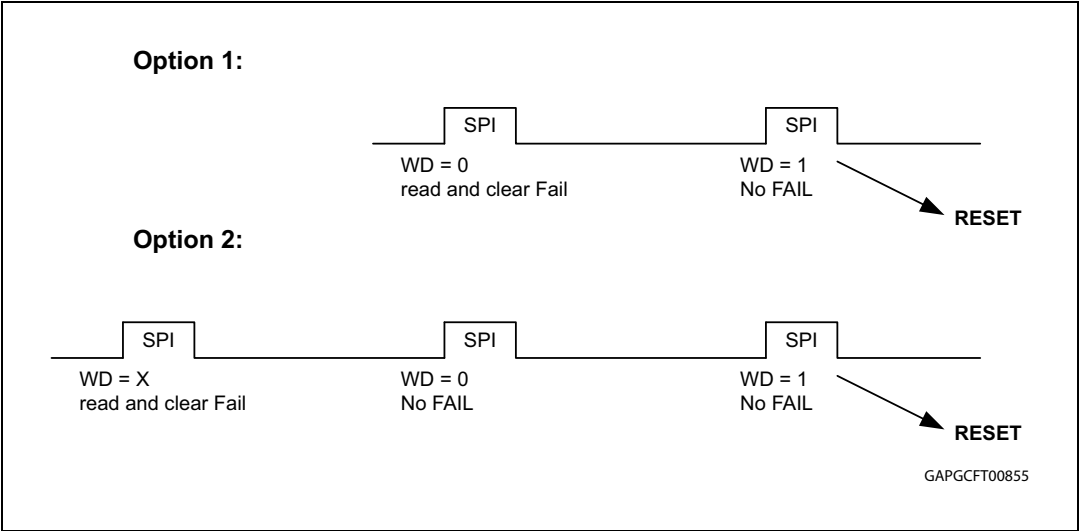 Option 1:
SPI
SPI
WD = 0
read and clear Fail
WD = 1
No FAIL
RESET
Option 2:
SPI
SPI
SPI
WD = X
read and clear Fail
WD = 0
No FAIL
WD = 1
No FAIL
RESET
GAPGCFT00855